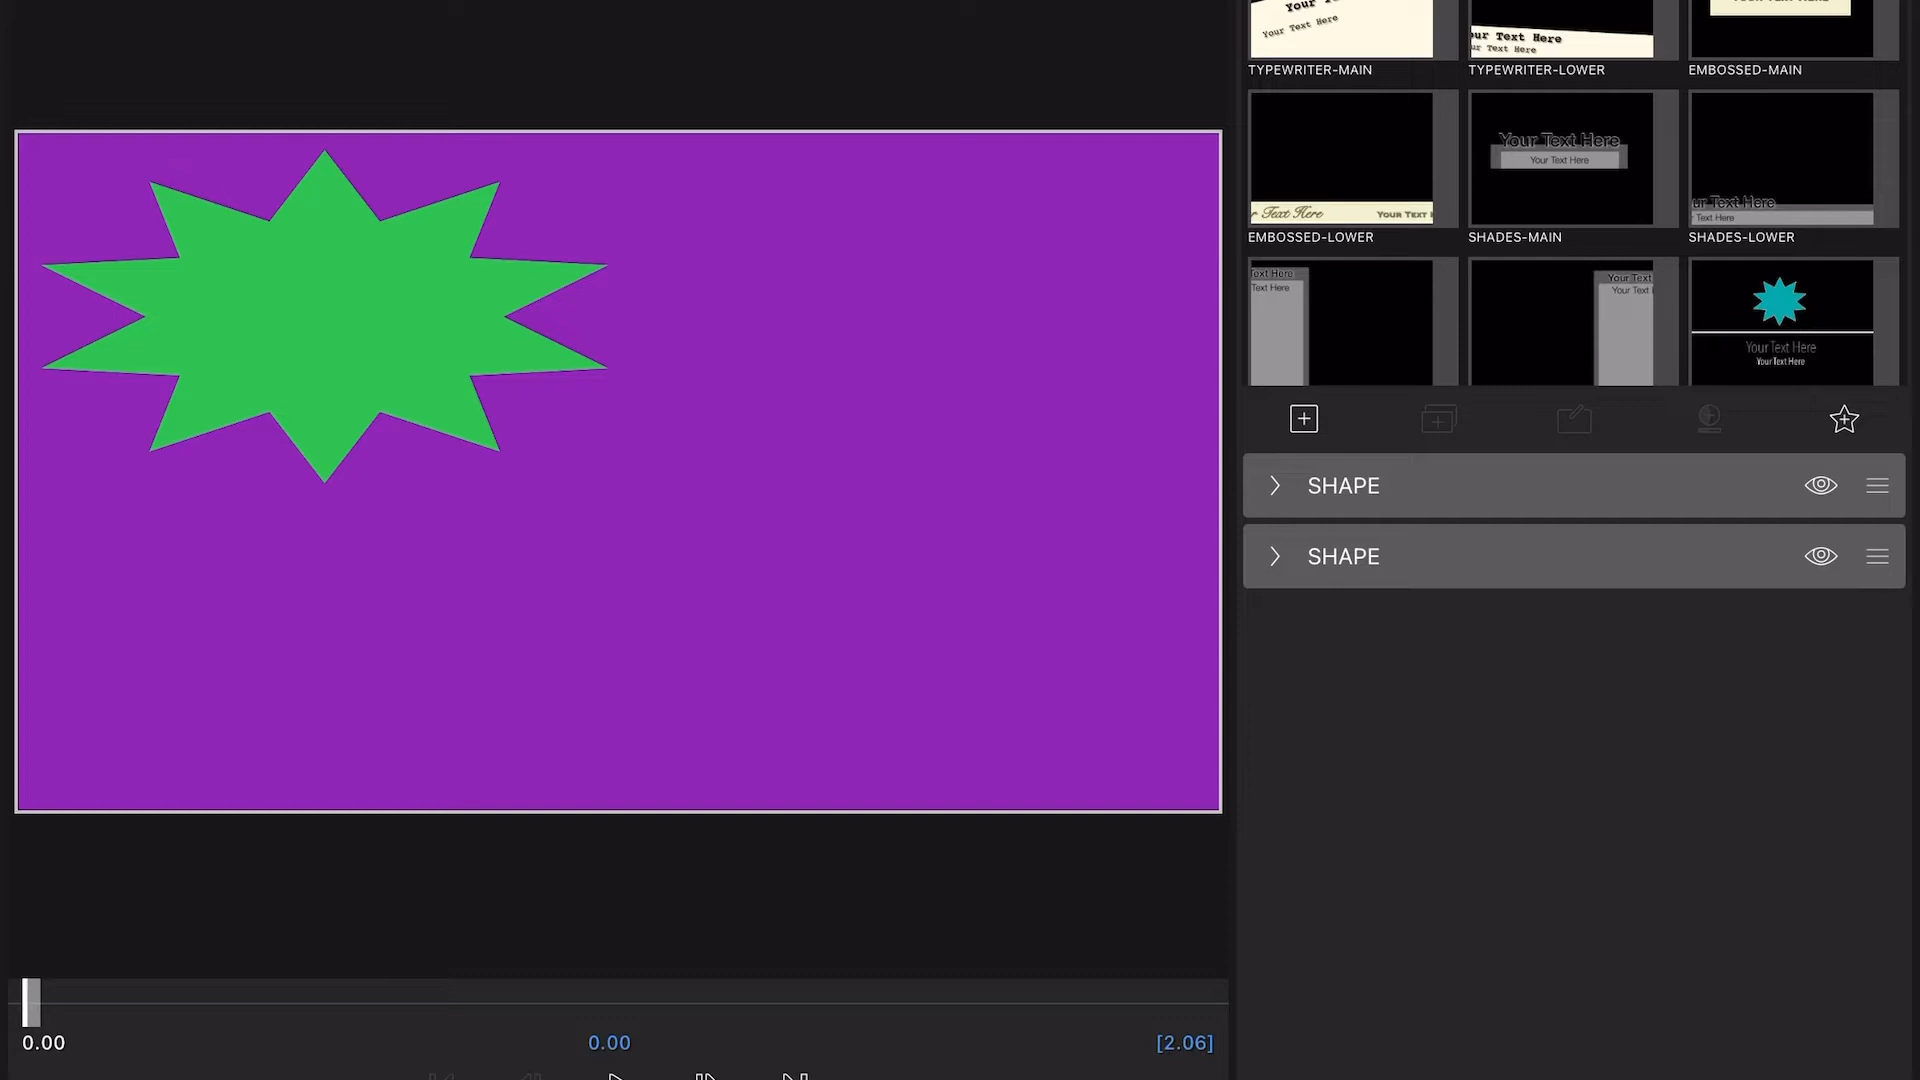 Your Text Here
TYPEWRITER-MAIN
ur Text Here
ur Text Here
TYPEWRITER-LOWER
EMBOSSED-MAIN
Text Here
YOUR TEXT
EMBOSSED-LOWER
Your Text Here
Your Text Here
SHADES-MAIN
ur Text Here
Text Here
SHADES-LOWER
Text Here
Text Here
Your Text
Your Text
Your Text Here
Your Text Here
SHAPE
SHAPE
0.00
0.00
[2.06]